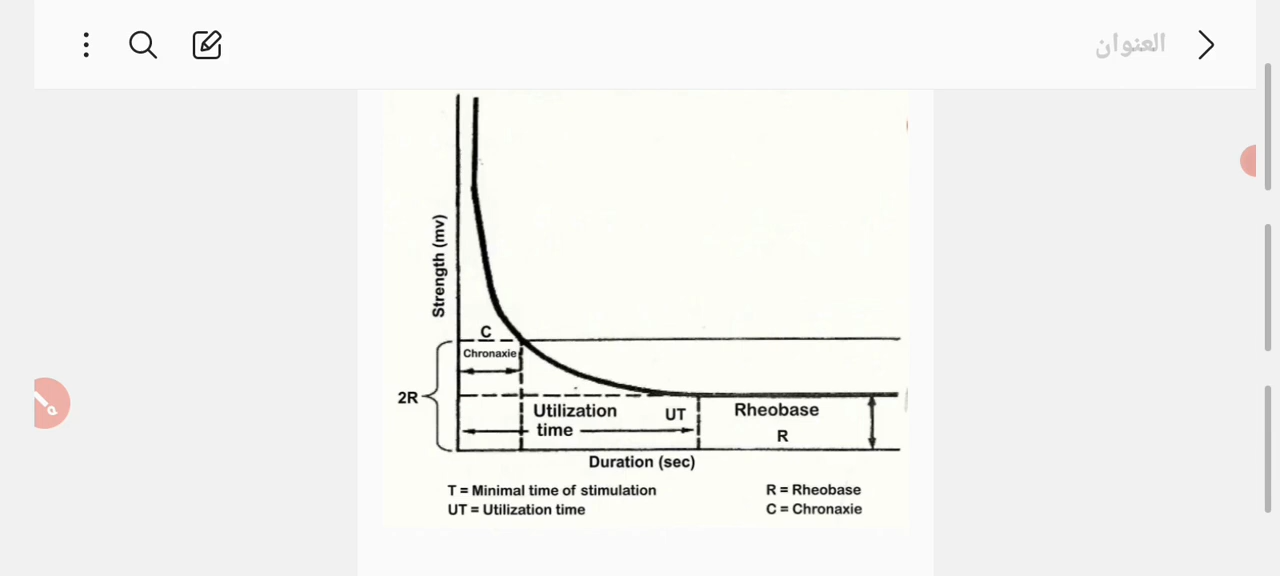 العنوان
Strength (mv)
C
Chronaxie
2R
Utilization
time
UT
Rheobase
R
Duration (sec)
T = Minimal time of stimulation
R = Rheobase
UT = Utilization time
C = Chronaxie